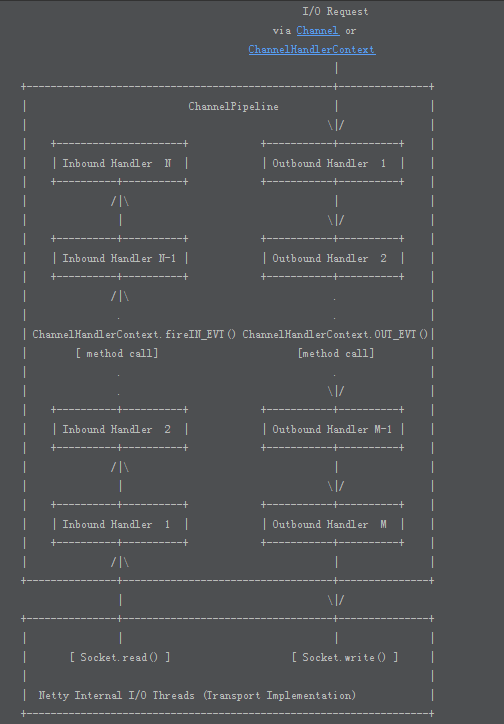 I/O Request
via Channel or
ChannelHandlerContext
ChannelPipeline
Inbound Handler N Outbound Handler 1
Inbound Handler N-1 Outbound Handler 2
ChannelHandlerContext.fireIN_EVT() ChannelHandlerContext.OUT_EVT()
[ method call] [method call]
Inbound Handler 2 Outbound Handler M-1
Inbound Handler 1 Outbound Handler M
[ Socket.read() ] [ Socket.write() ]
Netty Internal I/O Threads (Transport Implementation)